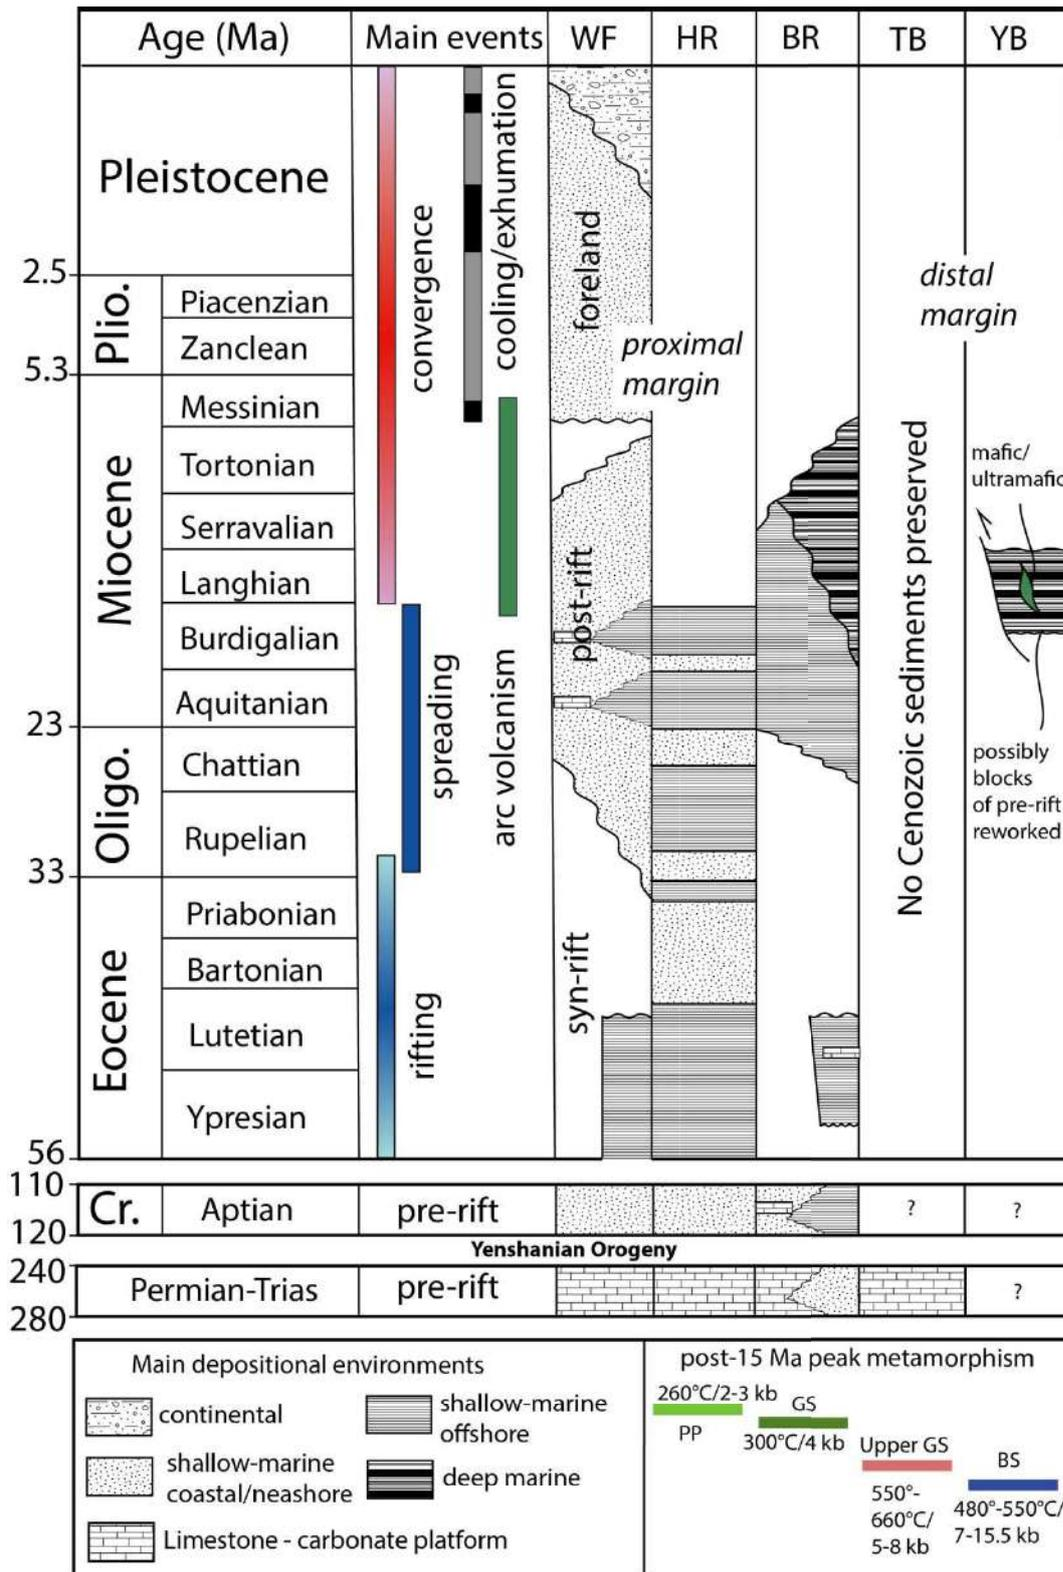 Age (Ma)
Main events
WF
HR
BR
TB
YB
Pleistocene
2.5
Plio.
Piacenzian
Zanclean
5.3
Miocene
Messinian
Tortonian
Serravalian
Langhian
Burdigalian
Aquitanian
23
Oligo.
Chattian
Rupelian
33
Eocene
Priabonian
Bartonian
Lutetian
Ypresian
56
convergence
cooling/exhumation
spreading
arc volcanism
rifting
foreland
post-rift
syn-rift
proximal
margin
distal
margin
No Cenozoic sediments preserved
mafic/
ultramafic
possibly
blocks
of pre-rift
reworked
110
Cr.
Aptian
pre-rift
?
?
120
Yenshanian Orogeny
240
Permian-Trias
pre-rift
?
280
Main depositional environments
continental
shallow-marine
coastal/neashore
Limestone - carbonate platform
shallow-marine
offshore
deep marine
post-15 Ma peak metamorphism
260°C/2-3 kb
PP
GS
300°C/4 kb
Upper GS
550°-
660°C/
5-8 kb
BS
480°-550°C/
7-15.5 kb